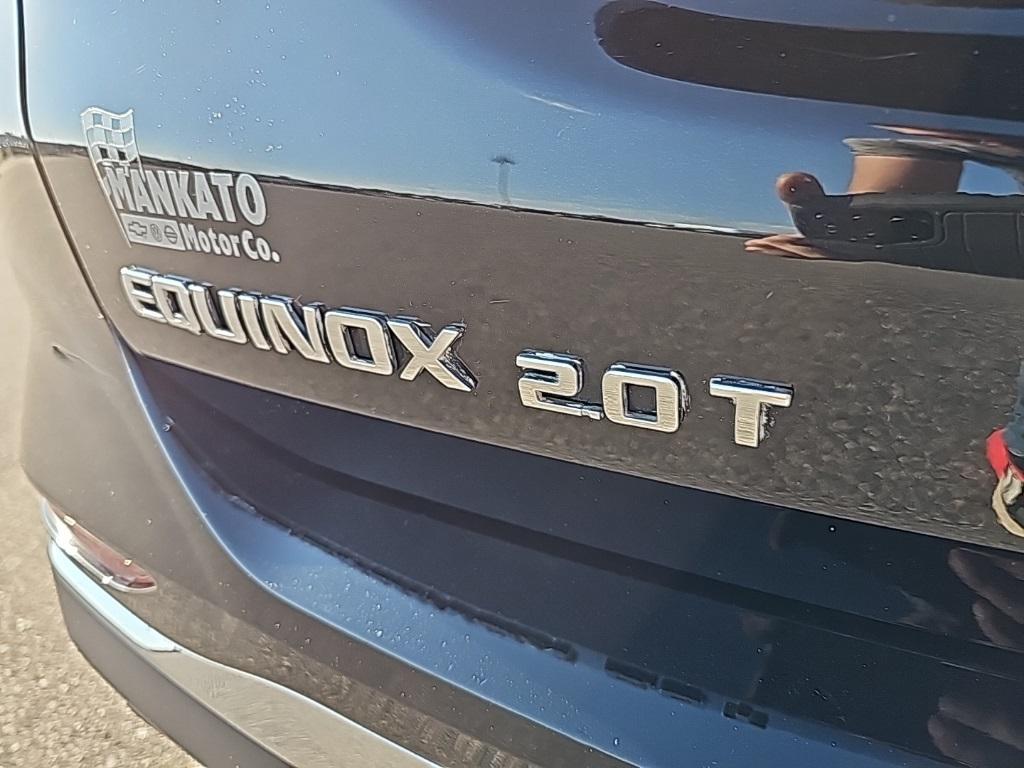 MANKATO
Motor Co.
EQUINOX 2.0T